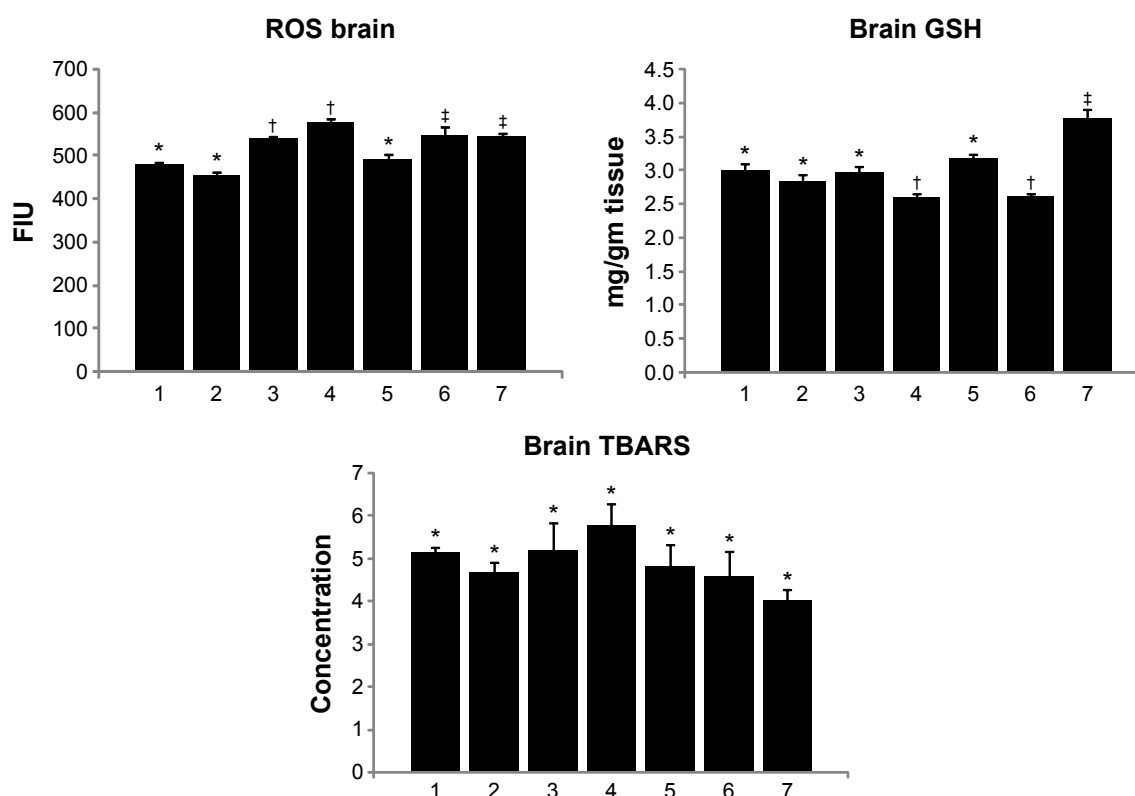 ROS brain
FIU
700
600
500
400
300
200
100
0
* * † † * ‡ ‡
1 2 3 4 5 6 7
Brain GSH
mg/gm tissue
4.5
4.0
3.5
3.0
2.5
2.0
1.5
1.0
0.5
0.0
* * * † * † ‡
1 2 3 4 5 6 7
Brain TBARS
Concentration
7
6
5
4
3
2
1
0
* * * * * * *
1 2 3 4 5 6 7